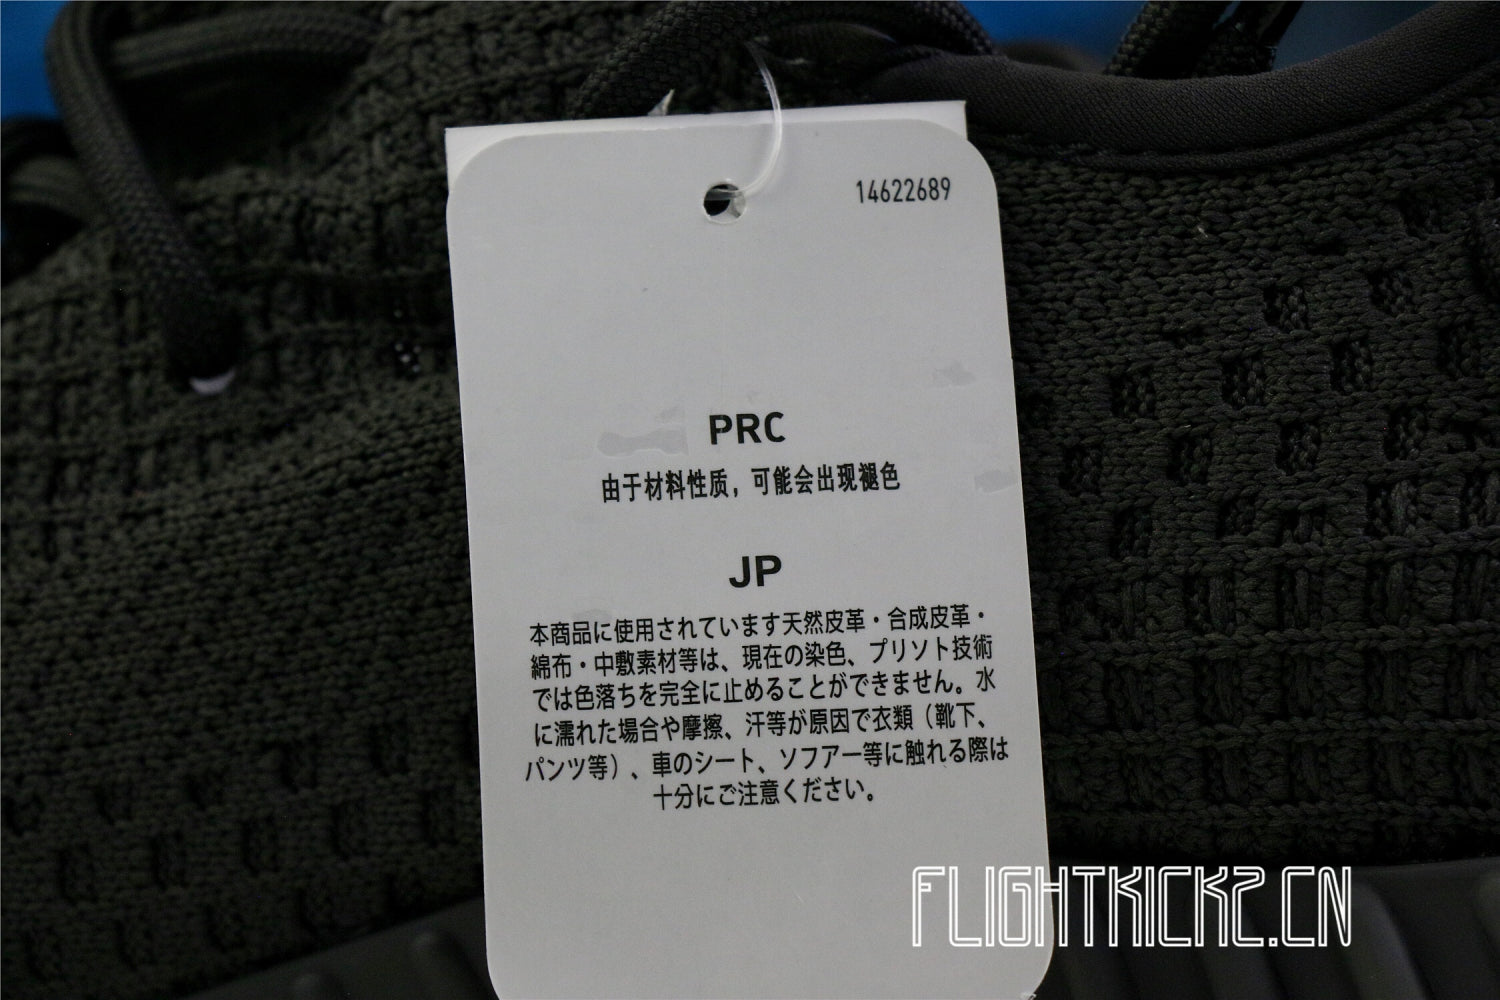 14622689
PRC
由于材料性质，可能会出现褪色
JP
本商品に使用されています天然皮革・合成皮革・
綿布・中敷素材等は、現在の染色、プリソト技術
では色落ちを完全に止めることができません。水
に濡れた場合や摩擦、汗等が原因で衣類（靴下、
パンツ等）、車のシート、ソフアー等に触れる際は
十分にご注意ください。
FLIGHTKICKZ.CN